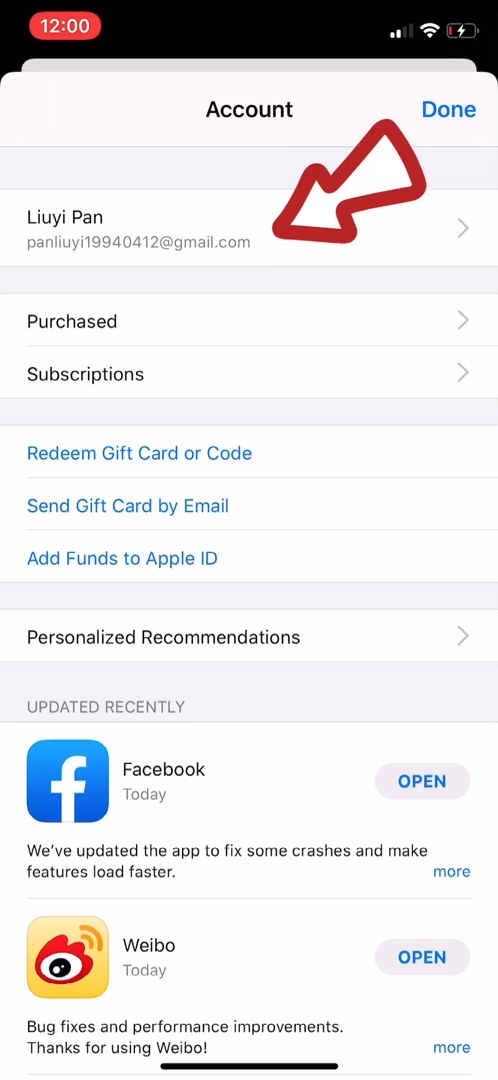 12:00
Account
Done
Liuyi Pan
panliuyi19940412@gmail.com
Purchased
Subscriptions
Redeem Gift Card or Code
Send Gift Card by Email
Add Funds to Apple ID
Personalized Recommendations
UPDATED RECENTLY
Facebook
Today
OPEN
We've updated the app to fix some crashes and make
features load faster.
more
Weibo
Today
OPEN
Bug fixes and performance improvements.
Thanks for using Weibo!
more